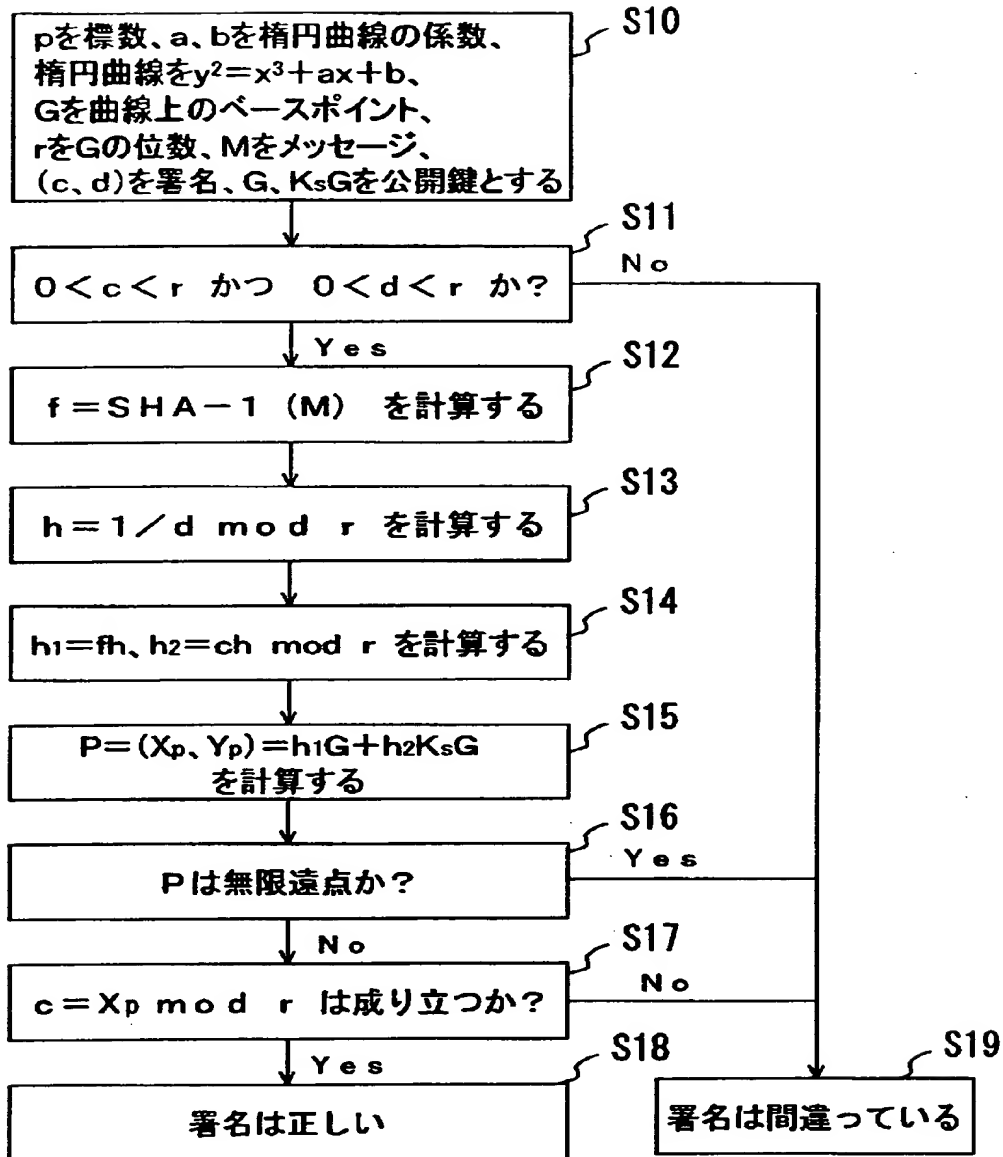 S10
pを標数、a、bを楕円曲線の係数、
楕円曲線をy²=x³+ax+b、
Gを曲線上のベースポイント、
rをGの位数、Mをメッセージ、
(c、d)を署名、G、KsGを公開鍵とする
S11
0<c<r かつ 0<d<r か?
No
Yes
S12
f=SHA-1(M) を計算する
S13
h=1/d mod r を計算する
S14
h1=fh、h2=ch mod r を計算する
S15
P=(Xp、Yp)=h1G+h2KsG
を計算する
S16
Pは無限遠点か?
Yes
No
S17
c=Xp mod r は成り立つか?
No
Yes
S18
署名は正しい
S19
署名は間違っている